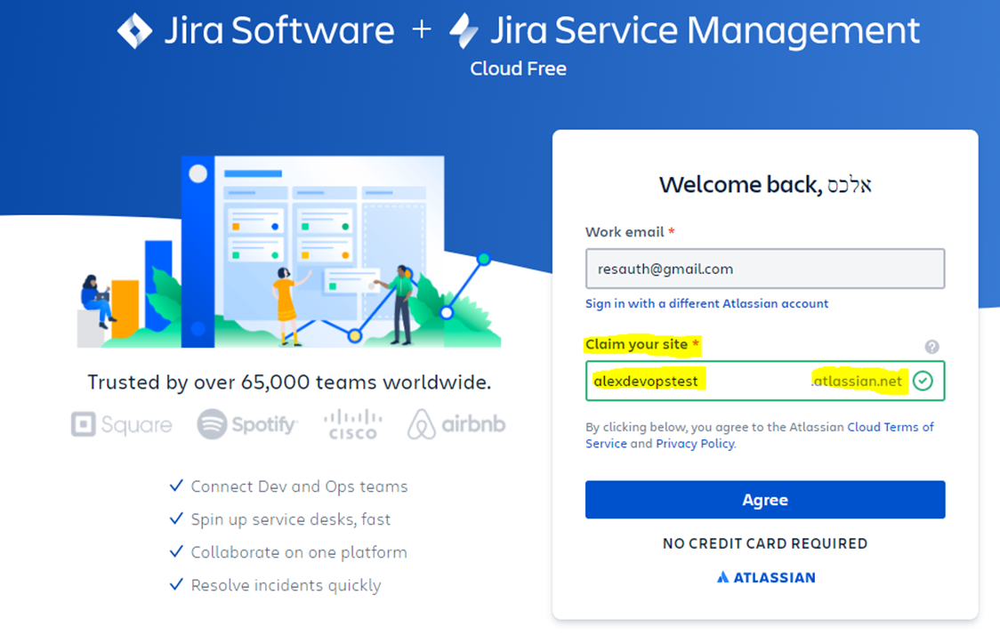 Jira Software + Jira Service Management
Cloud Free
Trusted by over 65,000 teams worldwide.
Square Spotify CISCO airbnb
Connect Dev and Ops teams
Spin up service desks, fast
Collaborate on one platform
Resolve incidents quickly
Welcome back, אלכס
Work email *
resauth@gmail.com
Sign in with a different Atlassian account
Claim your site * ?
alexdevopstest .atlassian.net
By clicking below, you agree to the Atlassian Cloud Terms of
Service and Privacy Policy.
Agree
NO CREDIT CARD REQUIRED
ATLASSIAN